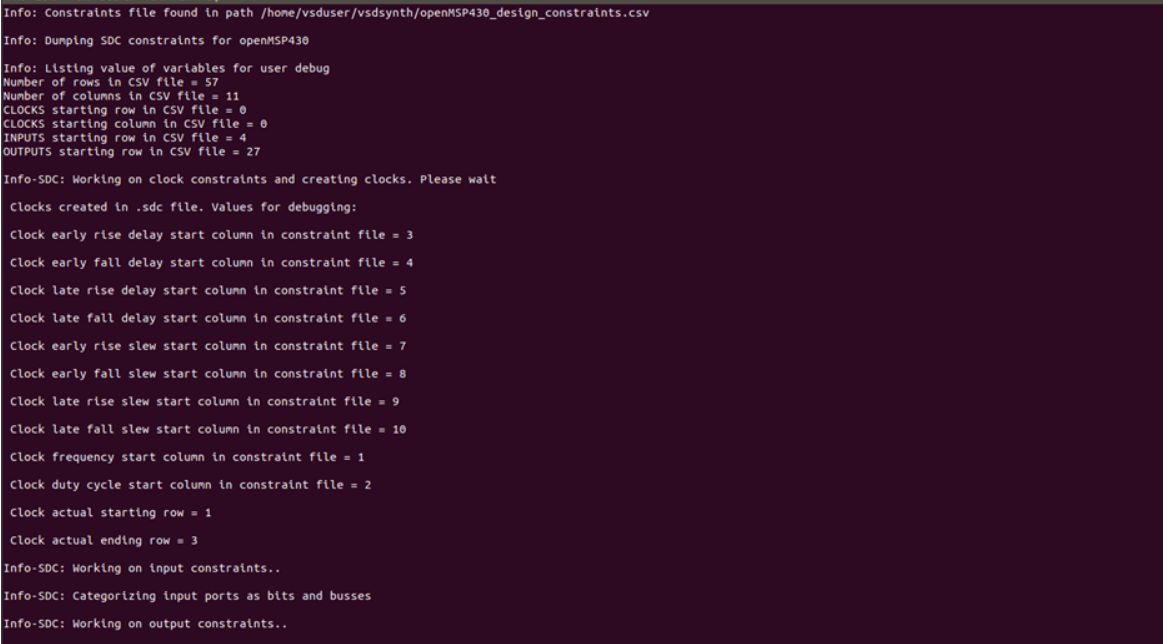 Info: Constraints file found in path /home/vsduser/vsdsynth/openMSP430_design_constraints.csv
Info: Dumping SDC constraints for openMSP430
Info: Listing value of variables for user debug
Number of rows in CSV file = 57
Number of columns in CSV file = 11
CLOCKS starting row in CSV file = 0
CLOCKS starting column in CSV file = 0
INPUTS starting row in CSV file = 4
OUTPUTS starting row in CSV file = 27
Info-SDC: Working on clock constraints and creating clocks. Please wait
Clocks created in .sdc file. Values for debugging:
Clock early rise delay start column in constraint file = 3
Clock early fall delay start column in constraint file = 4
Clock late rise delay start column in constraint file = 5
Clock late fall delay start column in constraint file = 6
Clock early rise slew start column in constraint file = 7
Clock early fall slew start column in constraint file = 8
Clock late rise slew start column in constraint file = 9
Clock late fall slew start column in constraint file = 10
Clock frequency start column in constraint file = 1
Clock duty cycle start column in constraint file = 2
Clock actual starting row = 1
Clock actual ending row = 3
Info-SDC: Working on input constraints..
Info-SDC: Categorizing input ports as bits and busses
Info-SDC: Working on output constraints..